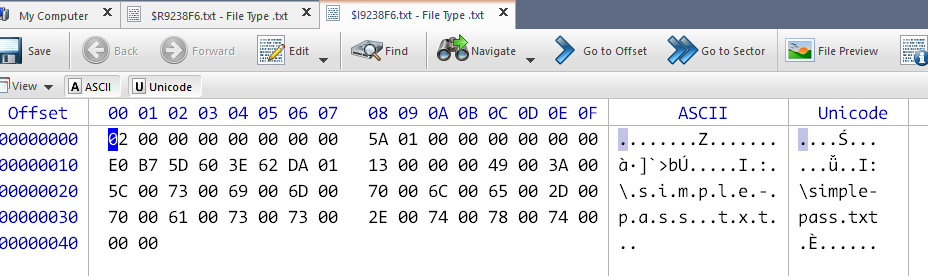 My Computer $R9238F6.txt - File Type .txt $I9238F6.txt - File Type .txt
Save Back Forward Edit Find Navigate Go to Offset Go to Sector File Preview
View A ASCII U Unicode
Offset 00 01 02 03 04 05 06 07 08 09 0A 0B 0C 0D 0E 0F ASCII Unicode
00000000 02 00 00 00 00 00 00 00 5A 01 00 00 00 00 00 00 ........Z....... ....Ś...
00000010 E0 B7 5D 60 3E 62 DA 01 13 00 00 00 49 00 3A 00 à·]`>bÚ.....I.:. ...Ǚ..I:
00000020 5C 00 73 00 69 00 6D 00 70 00 6C 00 65 00 2D 00 \.s.i.m.p.l.e.-. \simple-
00000030 70 00 61 00 73 00 73 00 2E 00 74 00 78 00 74 00 p.a.s.s...t.x.t. pass.txt
00000040 00 00 .. .È......